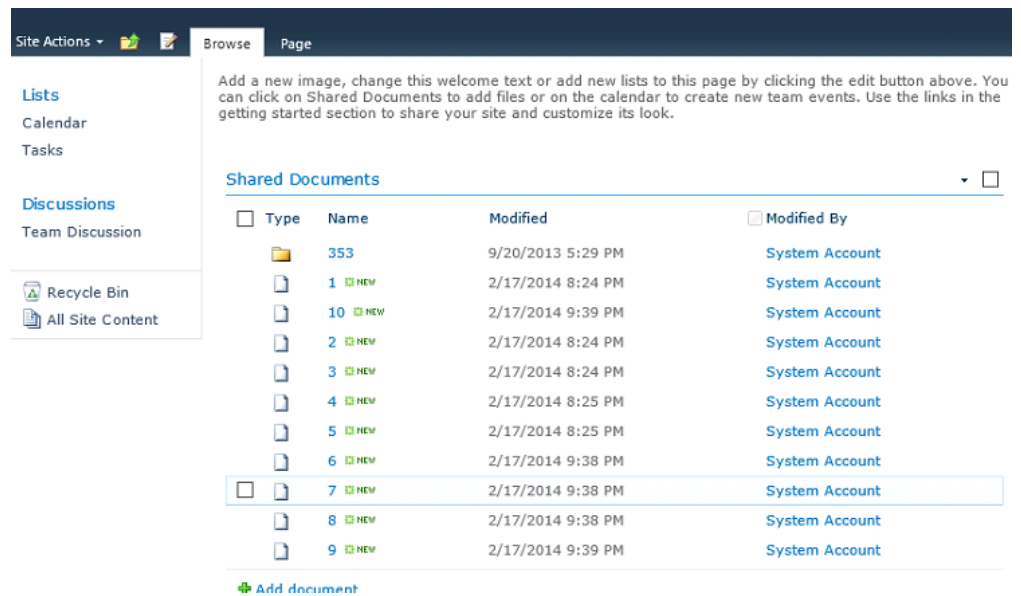 Site Actions
Browse
Page
Lists
Calendar
Tasks
Discussions
Team Discussion
Recycle Bin
All Site Content
Add a new image, change this welcome text or add new lists to this page by clicking the edit button above. You
can click on Shared Documents to add files or on the calendar to create new team events. Use the links in the
getting started section to share your site and customize its look.
Shared Documents
Type Name Modified Modified By
353 9/20/2013 5:29 PM System Account
1 NEW 2/17/2014 8:24 PM System Account
10 NEW 2/17/2014 9:39 PM System Account
2 NEW 2/17/2014 8:24 PM System Account
3 NEW 2/17/2014 8:24 PM System Account
4 NEW 2/17/2014 8:25 PM System Account
5 NEW 2/17/2014 8:25 PM System Account
6 NEW 2/17/2014 9:38 PM System Account
7 NEW 2/17/2014 9:38 PM System Account
8 NEW 2/17/2014 9:38 PM System Account
9 NEW 2/17/2014 9:39 PM System Account
Add document